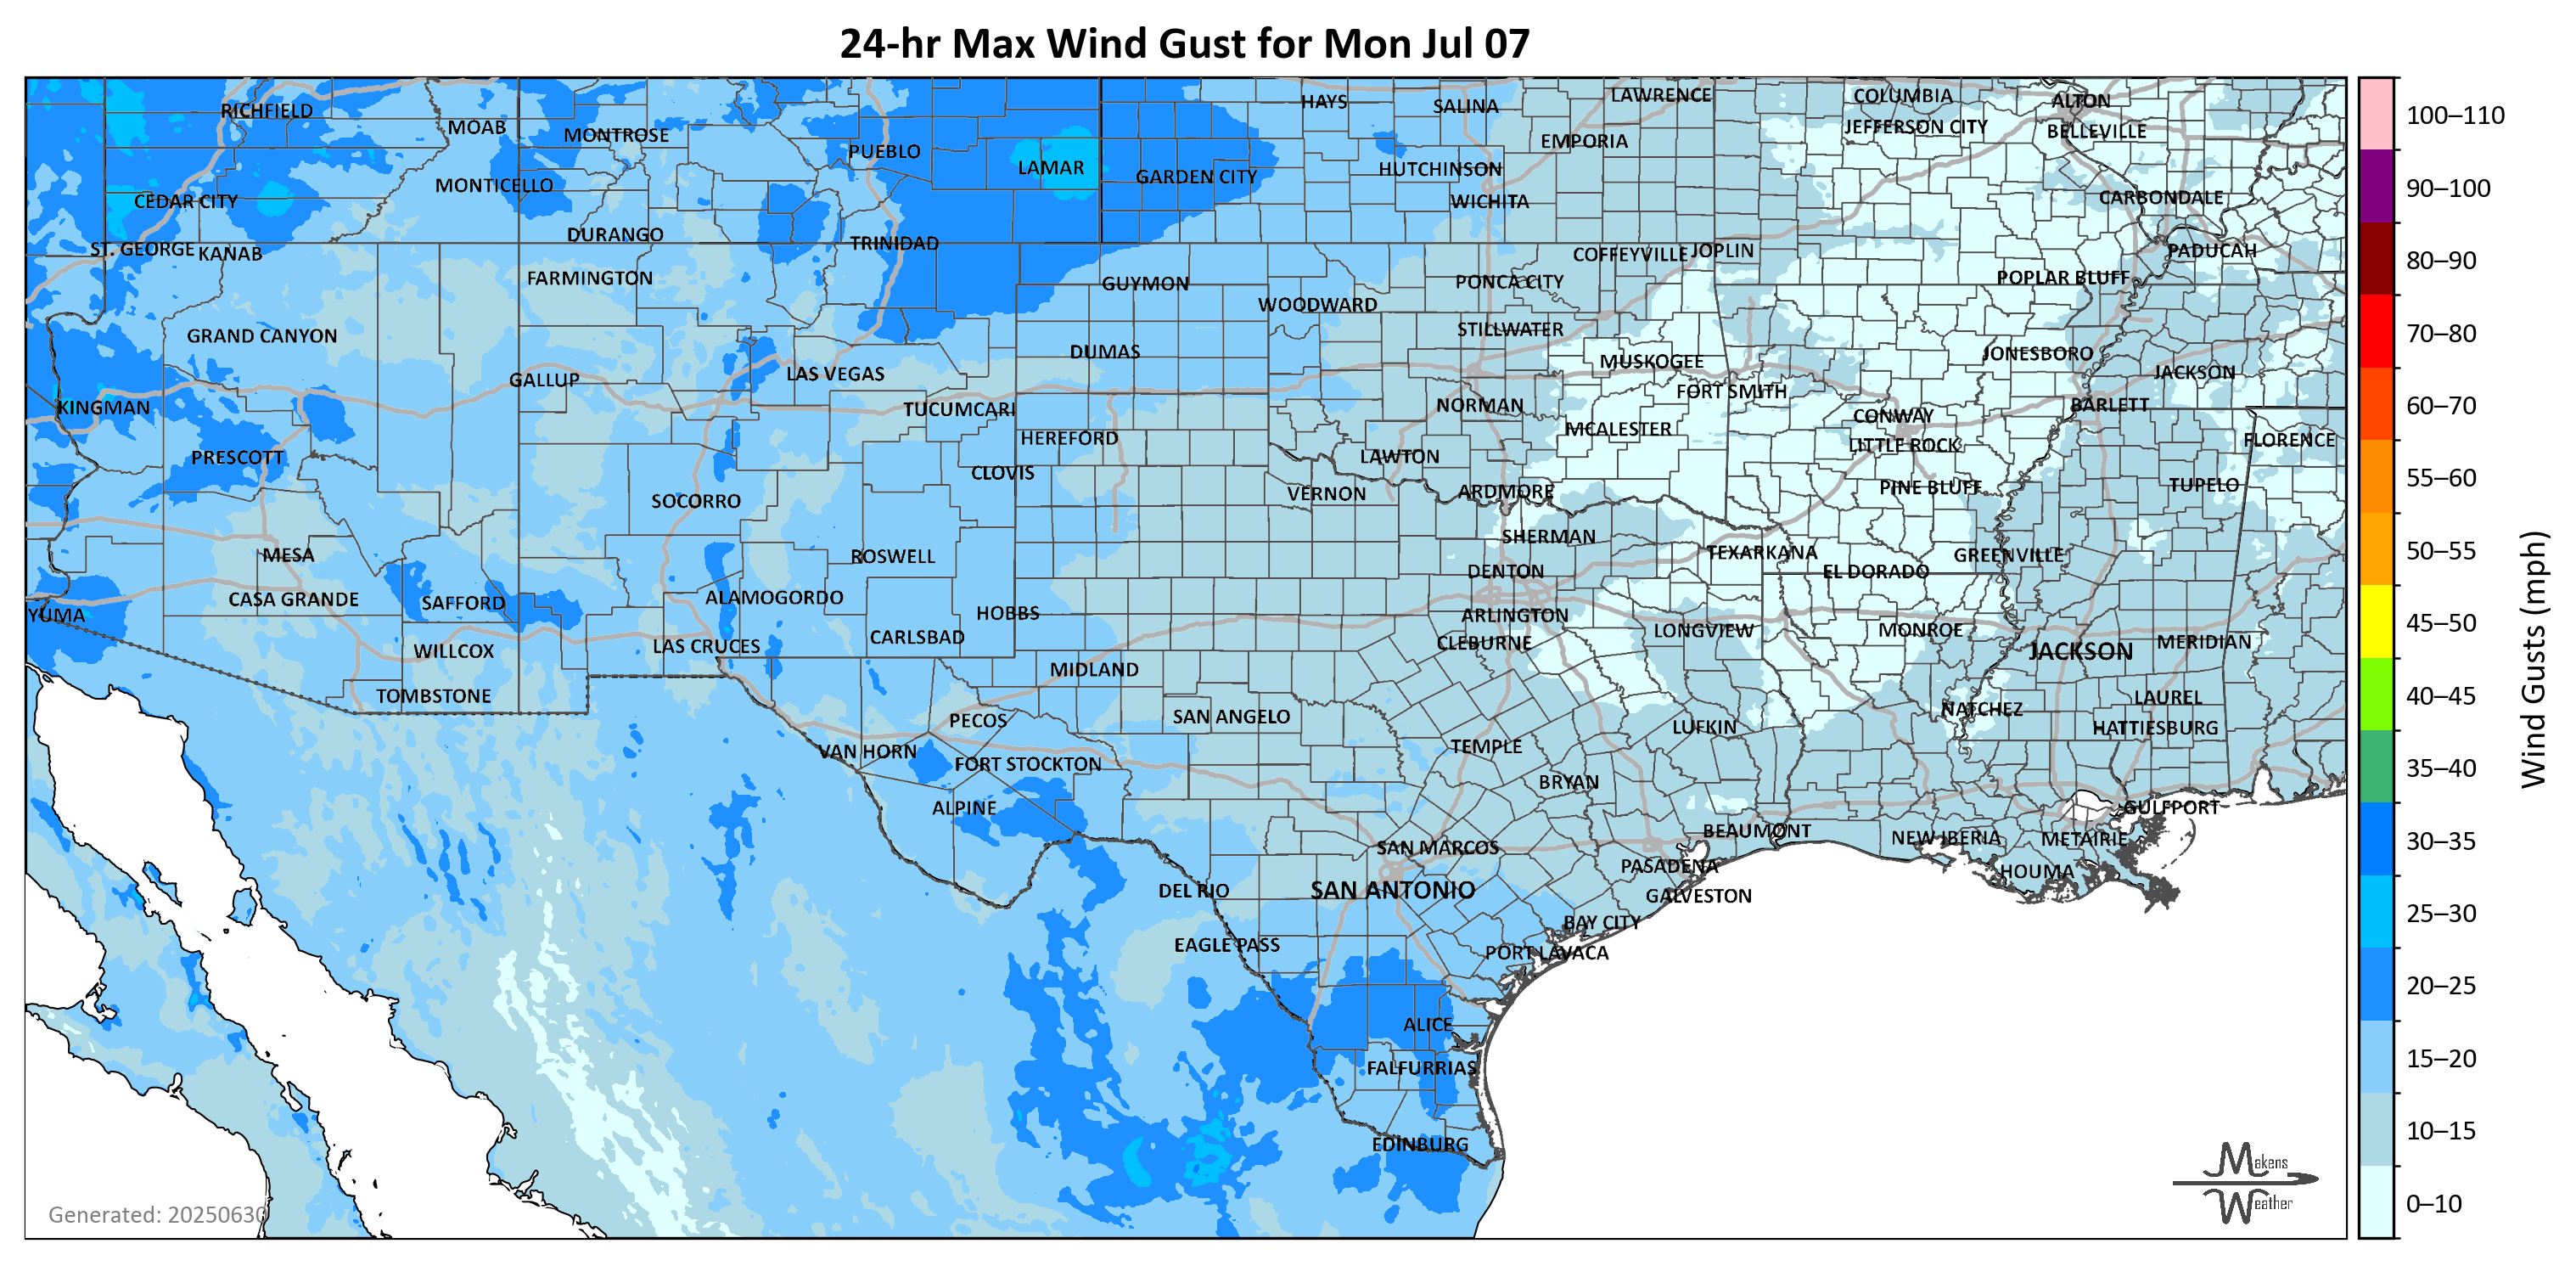 24-hr Max Wind Gust for Mon Jul 07
RICHFIELD
MOAB
MONTROSE
PUEBLO
LAMAR
GARDEN CITY
HAYS
SALINA
HUTCHINSON
WICHITA
EMPORIA
LAWRENCE
COLUMBIA
JEFFERSON CITY
ALTON
BELLEVILLE
CARBONDALE
PADUCAH
CEDAR CITY
MONTICELLO
DURANGO
TRINIDAD
ST. GEORGE
KANAB
FARMINGTON
GUYMON
WOODWARD
PONCA CITY
COFFEYVILLE
JOPLIN
POPLAR BLUFF
GRAND CANYON
DUMAS
STILLWATER
MUSKOGEE
JONESBORO
JACKSON
KINGMAN
GALLUP
LAS VEGAS
TUCUMCARI
HEREFORD
NORMAN
FORT SMITH
CONWAY
BARLETT
MCALESTER
LITTLE ROCK
FLORENCE
PRESCOTT
CLOVIS
LAWTON
SOCORRO
VERNON
ARDMORE
PINE BLUFF
TUPELO
MESA
ROSWELL
SHERMAN
TEXARKANA
GREENVILLE
DENTON
EL DORADO
CASA GRANDE
SAFFORD
ALAMOGORDO
HOBBS
ARLINGTON
YUMA
WILLCOX
LAS CRUCES
CARLSBAD
CLEBURNE
LONGVIEW
MONROE
JACKSON
MERIDIAN
MIDLAND
TOMBSTONE
PECOS
SAN ANGELO
LUFKIN
NATCHEZ
LAUREL
HATTIESBURG
VAN HORN
FORT STOCKTON
TEMPLE
BRYAN
ALPINE
GULFPORT
SAN MARCOS
BEAUMONT
NEW IBERIA
METAIRIE
PASADENA
HOUMA
DEL RIO
SAN ANTONIO
GALVESTON
BAY CITY
EAGLE PASS
PORT LAVACA
ALICE
FALFURRIAS
EDINBURG
Generated: 20250630
Makens
Weather
100–110
90–100
80–90
70–80
60–70
55–60
50–55
45–50
40–45
35–40
30–35
25–30
20–25
15–20
10–15
0–10
Wind Gusts (mph)